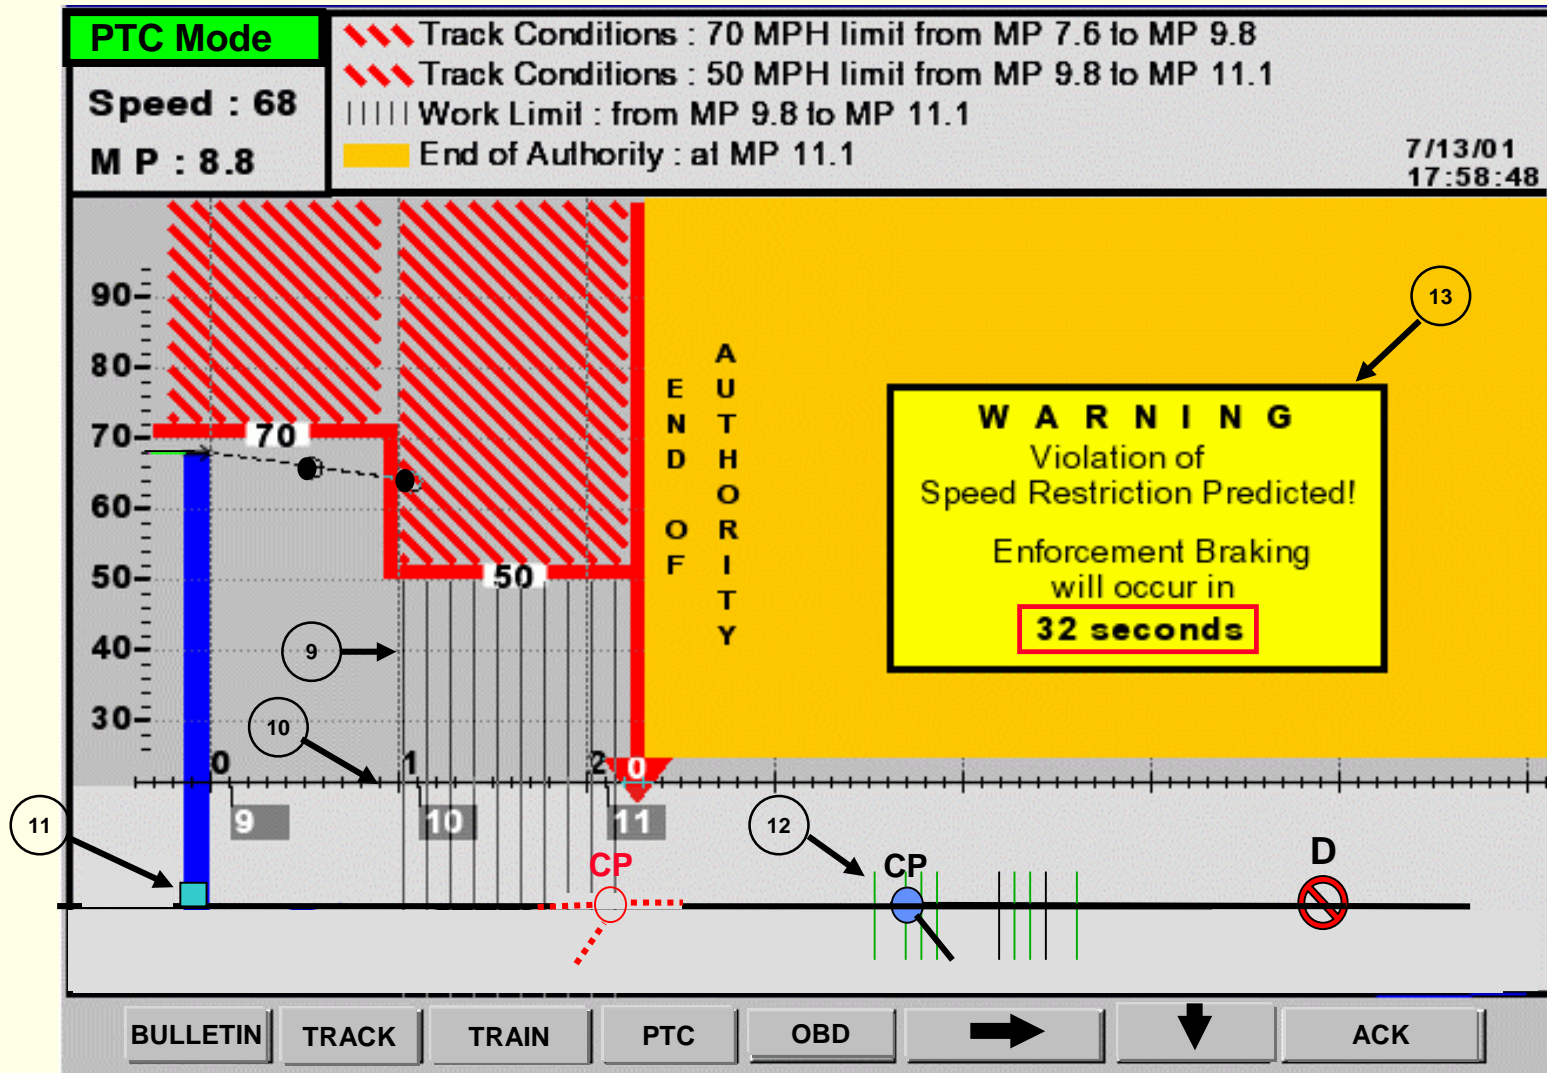 PTC Mode
Speed : 68
M P : 8.8
Track Conditions : 70 MPH limit from MP 7.6 to MP 9.8
Track Conditions : 50 MPH limit from MP 9.8 to MP 11.1
Work Limit : from MP 9.8 to MP 11.1
End of Authority : at MP 11.1
7/13/01
17:58:48
90
80
70
60
50
40
30
70
50
END OF
AUTHORITY
13
WARNING
Violation of
Speed Restriction Predicted!
Enforcement Braking
will occur in
32 seconds
9
10
0 1 2 0
9 10 11
11
12
CP
CP
D
BULLETIN TRACK TRAIN PTC OBD ACK